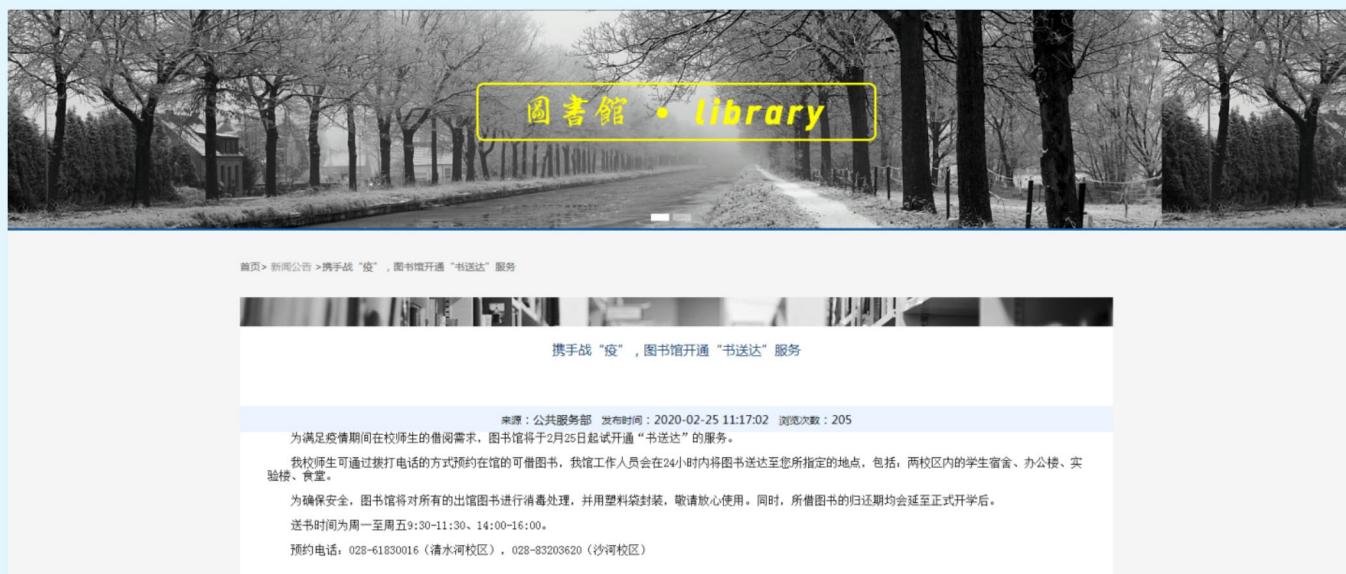 圖書館 • library
首页> 新闻公告 >携手战“疫”，图书馆开通“书送达”服务
携手战“疫”，图书馆开通“书送达”服务
来源：公共服务部 发布时间：2020-02-25 11:17:02 浏览次数：205
为满足疫情期间在校师生的借阅需求，图书馆将于2月25日起试开通“书送达”的服务。
我校师生可通过拨打电话的方式预约在馆的可借图书，我馆工作人员会在24小时内将图书送达至您所指定的地点，包括：两校区内的学生宿舍、办公楼、实
验楼、食堂。
为确保安全，图书馆将对所有的出馆图书进行消毒处理，并用塑料袋封装，敬请放心使用。同时，所借图书的归还期均会延至正式开学后。
送书时间为周一至周五9:30-11:30、14:00-16:00。
预约电话：028-61830016（清水河校区），028-83203620（沙河校区）